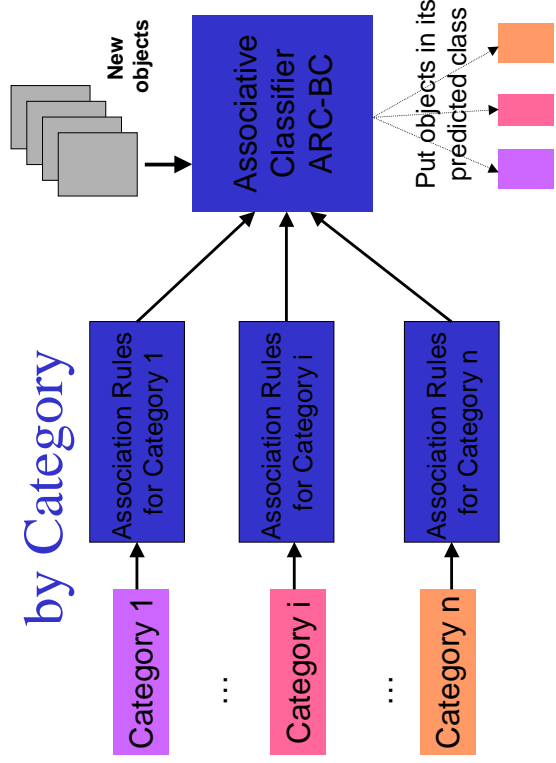 by Category
Category 1
Association Rules
for Category 1
...
Category i
Association Rules
for Category i
...
Category n
Association Rules
for Category n
New
objects
Associative
Classifier
ARC-BC
Put objects in its
predicted class